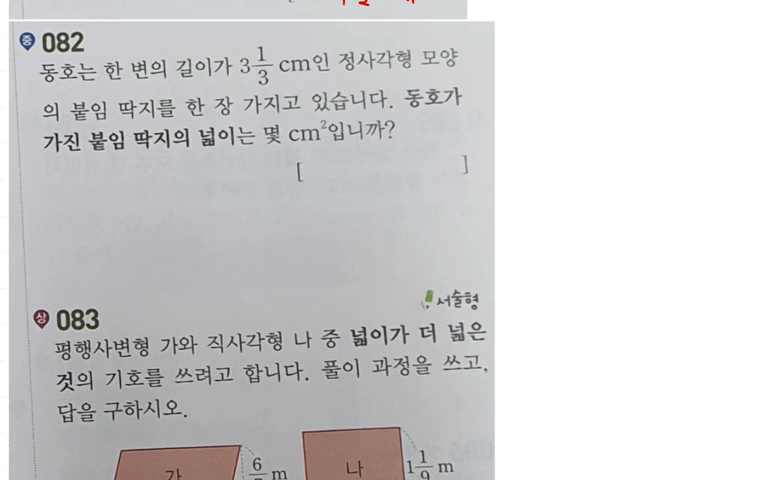 중 082
동호는 한 변의 길이가 3 1/3 cm인 정사각형 모양
의 붙임 딱지를 한 장 가지고 있습니다. 동호가
가진 붙임 딱지의 넓이는 몇 cm²입니까?
[ ]
서술형
상 083
평행사변형 가와 직사각형 나 중 넓이가 더 넓은
것의 기호를 쓰려고 합니다. 풀이 과정을 쓰고,
답을 구하시오.
가 m 나 1 1/9 m